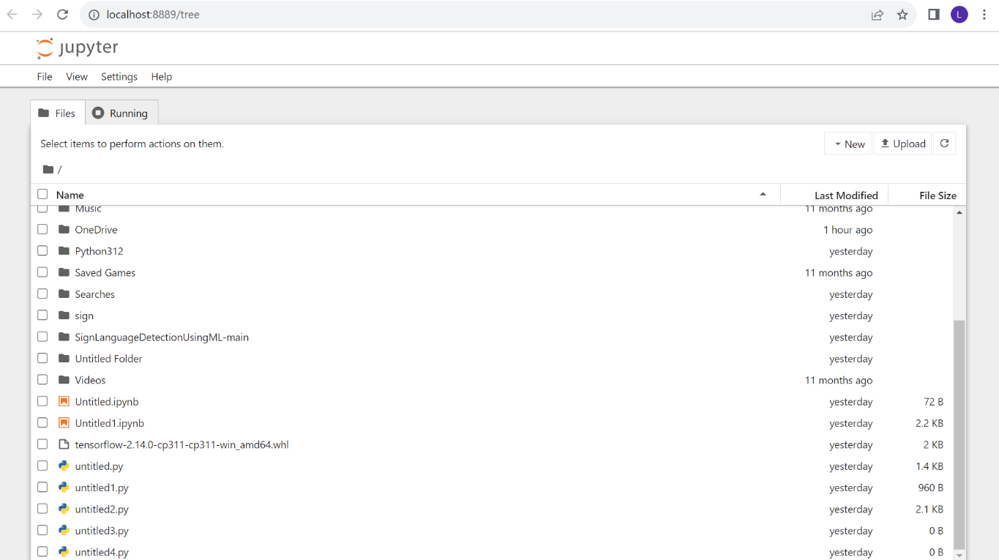 localhost:8889/tree
L
jupyter
File View Settings Help
Files Running
Select items to perform actions on them.
New Upload
/
Name Last Modified File Size
Music 11 months ago
OneDrive 1 hour ago
Python312 yesterday
Saved Games 11 months ago
Searches yesterday
sign yesterday
SignLanguageDetectionUsingML-main yesterday
Untitled Folder yesterday
Videos 11 months ago
Untitled.ipynb yesterday 72 B
Untitled1.ipynb yesterday 2.2 KB
tensorflow-2.14.0-cp311-cp311-win_amd64.whl yesterday 2 KB
untitled.py yesterday 1.4 KB
untitled1.py yesterday 960 B
untitled2.py yesterday 2.1 KB
untitled3.py yesterday 0 B
untitled4.py yesterday 0 B